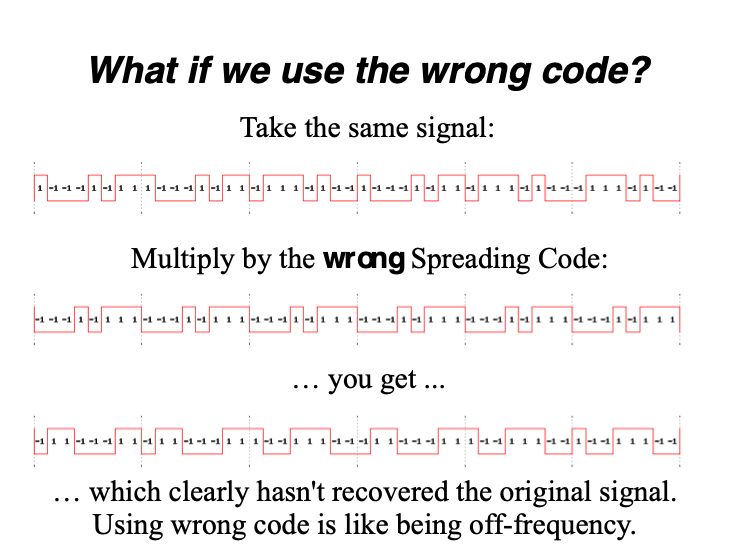 What if we use the wrong code?
Take the same signal:
1 -1 -1 -1 1 -1 1 1 1 -1 -1 -1 1 -1 1 1 -1 1 1 1 -1 1 -1 -1 1 -1 -1 -1 1 -1 1 1 -1 1 1 1 -1 1 -1 -1 -1 1 1 1 -1 1 -1 -1
Multiply by the wrong Spreading Code:
-1 -1 -1 1 -1 1 1 1 -1 -1 -1 1 -1 1 1 1 -1 -1 -1 1 -1 1 1 1 -1 -1 -1 1 -1 1 1 1 -1 -1 -1 1 -1 1 1 1 -1 -1 -1 1 -1 1 1 1
… you get ...
-1 1 1 -1 -1 -1 1 1 -1 1 1 -1 -1 -1 1 1 1 -1 -1 1 1 1 -1 -1 -1 1 1 -1 -1 -1 1 1 1 -1 -1 1 1 1 -1 -1 1 -1 -1 1 1 1 -1 -1
… which clearly hasn't recovered the original signal.
Using wrong code is like being off-frequency.